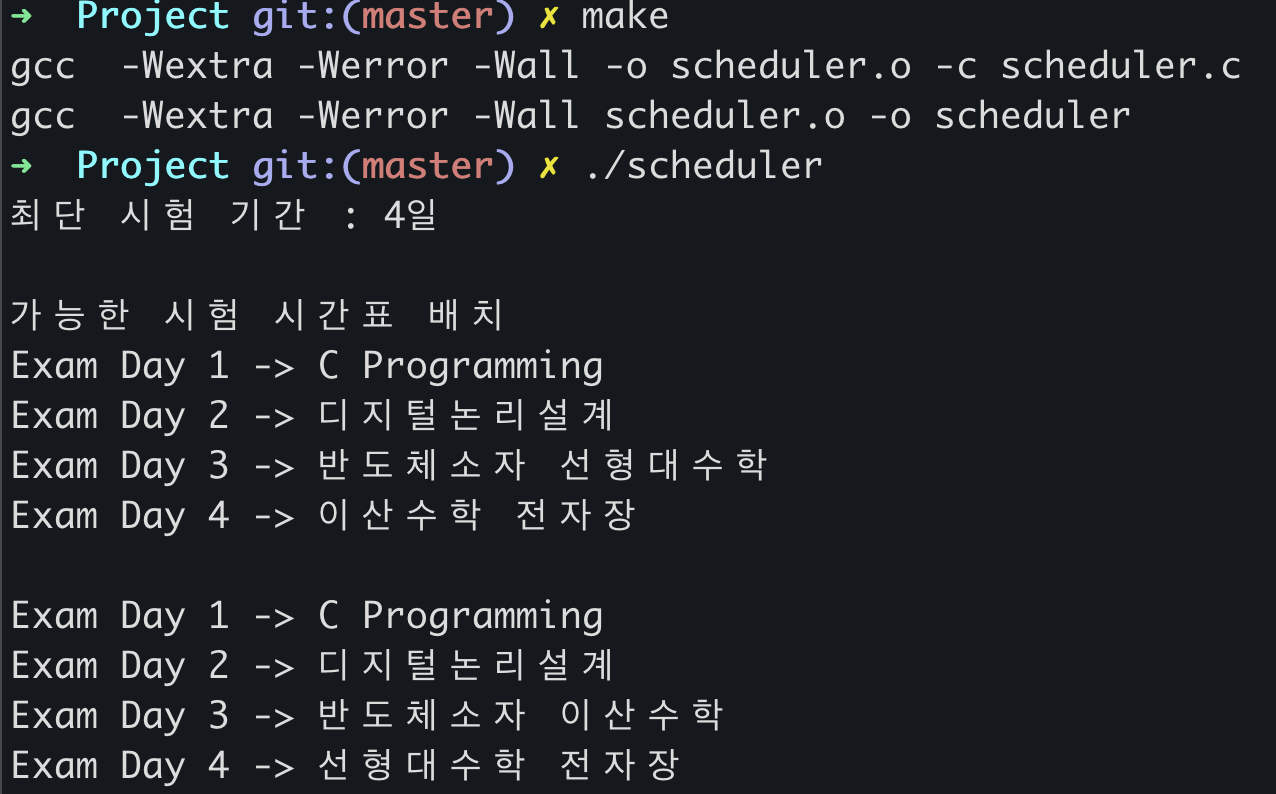 ➜ Project git:(master) ✗ make
gcc -Wextra -Werror -Wall -o scheduler.o -c scheduler.c
gcc -Wextra -Werror -Wall scheduler.o -o scheduler
➜ Project git:(master) ✗ ./scheduler
최단 시험 기간 : 4일
가능한 시험 시간표 배치
Exam Day 1 -> C Programming
Exam Day 2 -> 디지털논리설계
Exam Day 3 -> 반도체소자 선형대수학
Exam Day 4 -> 이산수학 전자장
Exam Day 1 -> C Programming
Exam Day 2 -> 디지털논리설계
Exam Day 3 -> 반도체소자 이산수학
Exam Day 4 -> 선형대수학 전자장